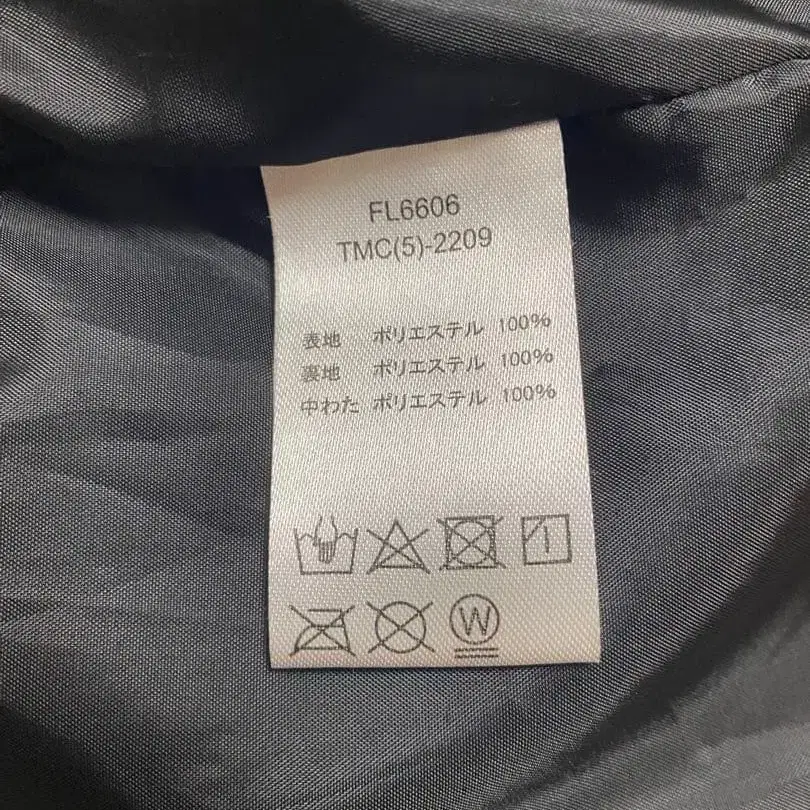 FL6606
TMC(5)-2209
表地 ポリエステル 100%
裏地 ポリエステル 100%
中わた ポリエステル 100%
W